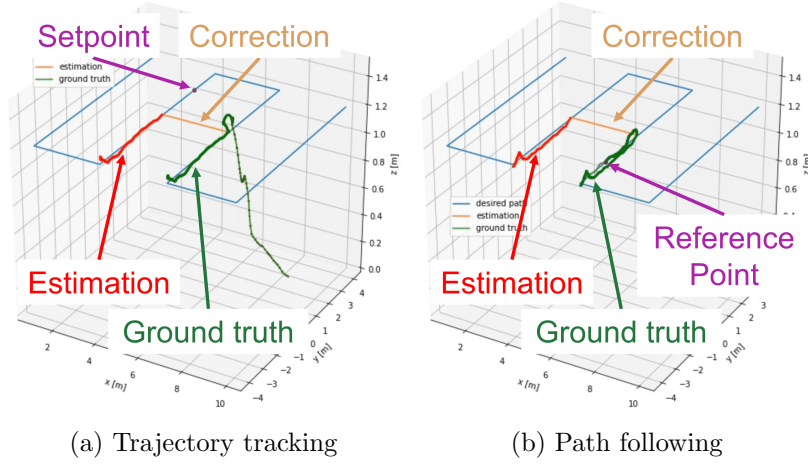 Setpoint
Correction
estimation
ground truth
1.4
1.2
1.0
0.8
0.6
0.4
0.2
0.0
z [m]
Estimation
Ground truth
2
4
6
8
10
x [m]
−4
−3
−2
−1
0
1
2
3
4
y [m]
(a) Trajectory tracking
Correction
1.4
1.2
1.0
0.8
0.6
0.4
z [m]
desired path
estimation
ground truth
Reference
Point
Estimation
Ground truth
2
4
6
8
10
x [m]
−4
−3
−2
−1
0
1
2
3
y [m]
(b) Path following